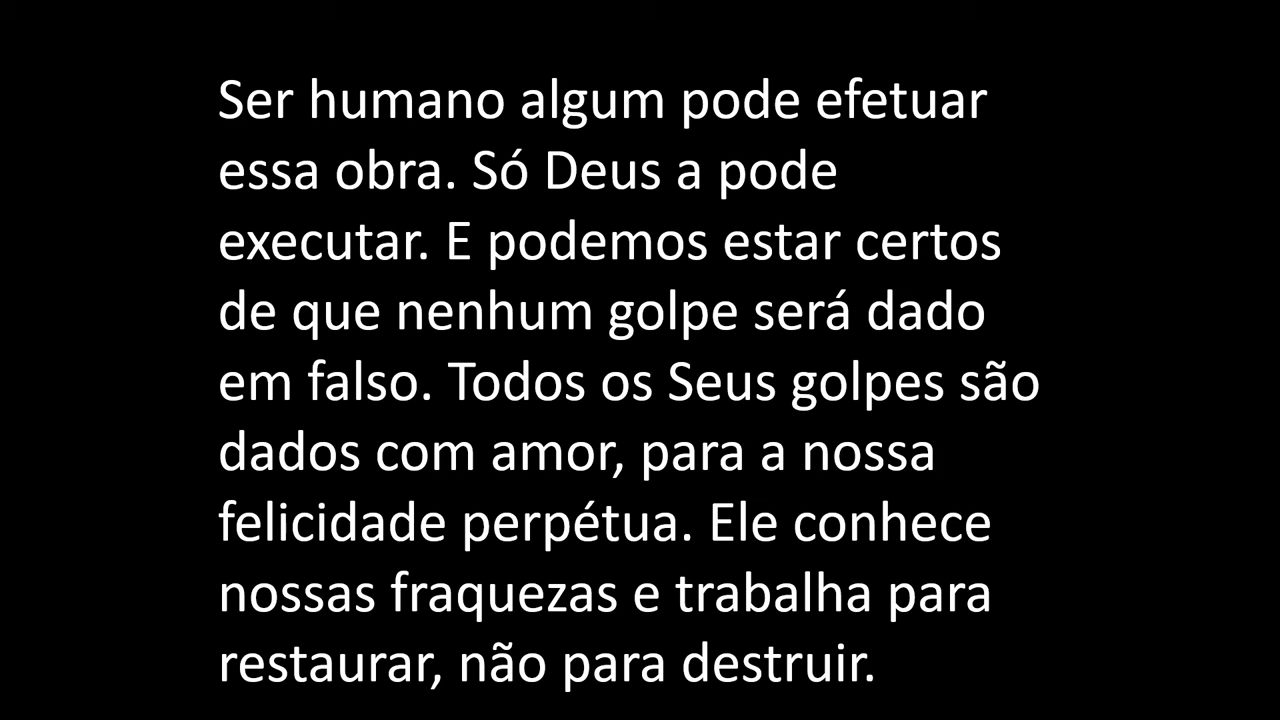 Ser humano algum pode efetuar
essa obra. Só Deus a pode
executar. E podemos estar certos
de que nenhum golpe será dado
em falso. Todos os Seus golpes são
dados com amor, para a nossa
felicidade perpétua. Ele conhece
nossas fraquezas e trabalha para
restaurar, não para destruir.